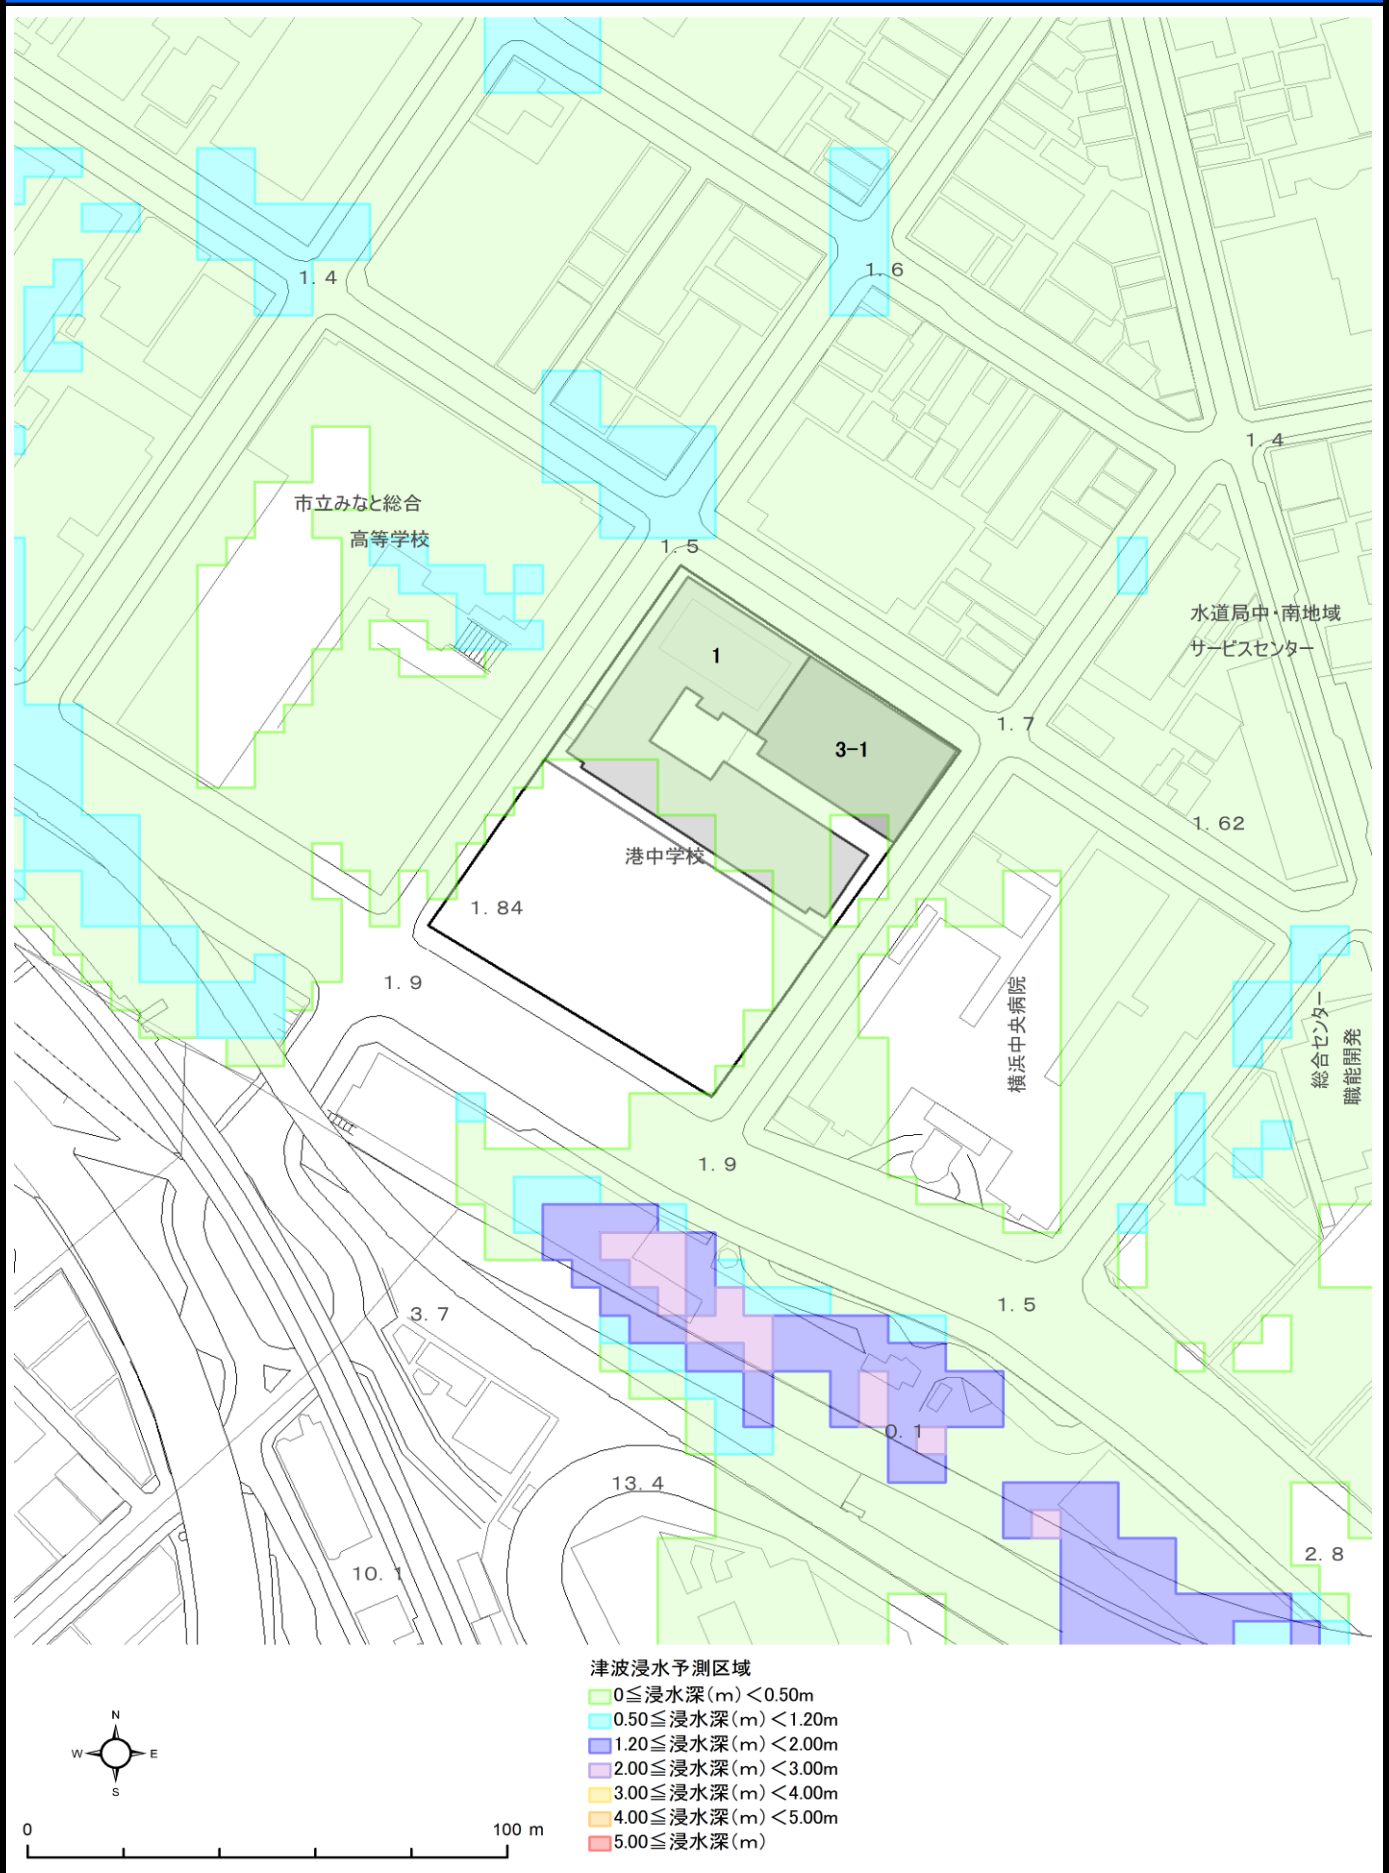 1. 4
1. 6
1. 4
市立みなと総合
高等学校
1. 5
水道局中・南地域
サービスセンター
1
3-1
1. 7
1. 62
港中学校
1. 84
1. 9
横浜中央病院
総合センター
職能開発
1. 9
1. 5
3. 7
0. 1
13. 4
2. 8
10. 1
津波浸水予測区域
0≦浸水深(m)<0.50m
0.50≦浸水深(m)<1.20m
1.20≦浸水深(m)<2.00m
2.00≦浸水深(m)<3.00m
3.00≦浸水深(m)<4.00m
4.00≦浸水深(m)<5.00m
5.00≦浸水深(m)
N
W E
S
0 100 m